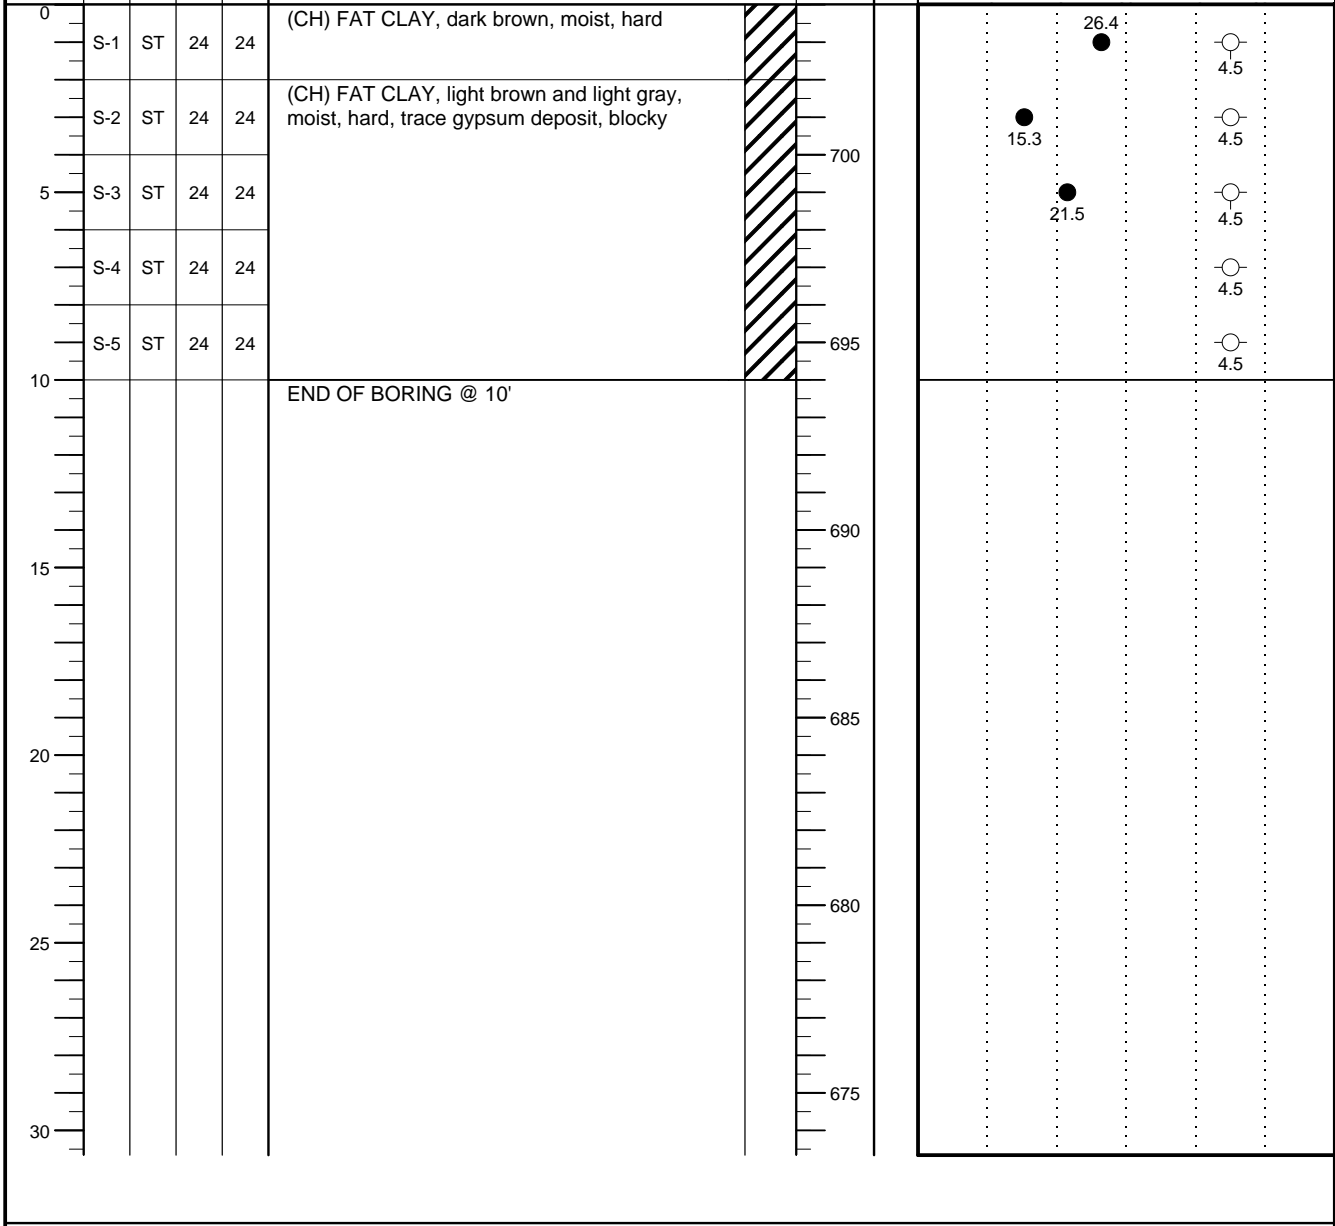 0
(CH) FAT CLAY, dark brown, moist, hard
26.4
S-1 ST 24 24
4.5
(CH) FAT CLAY, light brown and light gray,
moist, hard, trace gypsum deposit, blocky
S-2 ST 24 24
15.3
4.5
700
5
S-3 ST 24 24
21.5
4.5
S-4 ST 24 24
4.5
S-5 ST 24 24
695
4.5
10
END OF BORING @ 10'
690
15
685
20
680
25
675
30